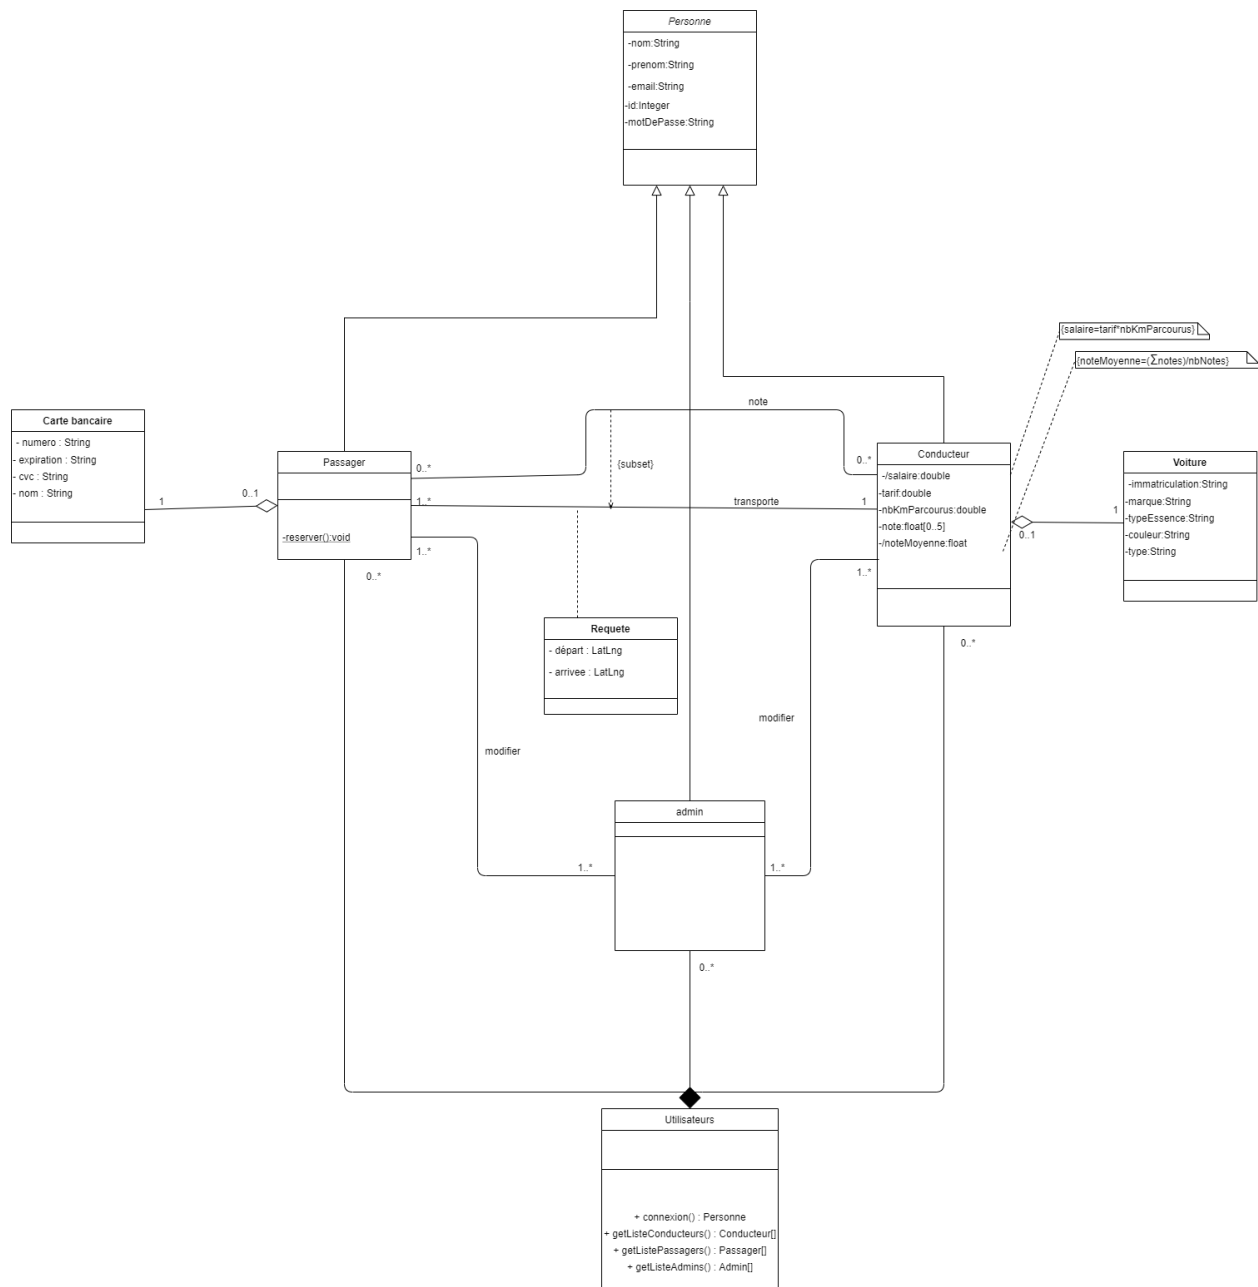 Personne
-nom:String
-prenom:String
-email:String
-id:Integer
-motDePasse:String
{salaire=tarif*nbKmParcourus}
{noteMoyenne=(Σnotes)/nbNotes}
note
Carte bancaire
- numero : String
- expiration : String
- cvc : String
- nom : String
1
0..1
Passager
-reserver():void
0..*
1..*
1..*
0..*
{subset}
transporte
0..*
1
1..*
Conducteur
-/salaire:double
-tarif:double
-nbKmParcourus:double
-note:float[0..5]
-/noteMoyenne:float
0..1
1
Voiture
-immatriculation:String
-marque:String
-typeEssence:String
-couleur:String
-type:String
0..*
Requete
- départ : LatLng
- arrivee : LatLng
modifier
modifier
admin
1..*
1..*
0..*
Utilisateurs
+ connexion() : Personne
+ getListeConducteurs() : Conducteur[]
+ getListePassagers() : Passager[]
+ getListeAdmins() : Admin[]